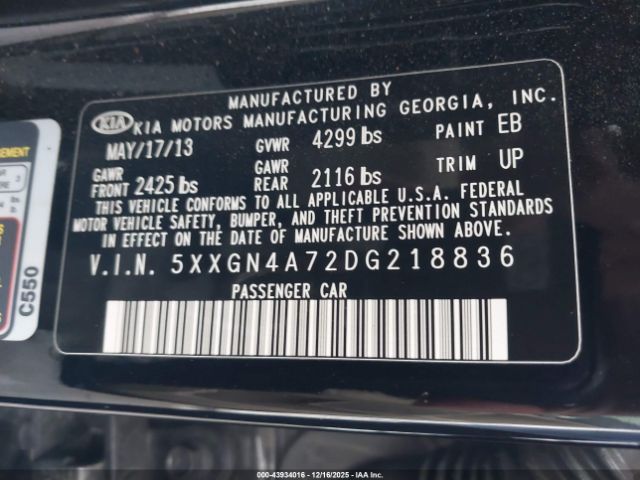 MANUFACTURED BY
KIA KIA MOTORS MANUFACTURING GEORGIA, INC.
MAY/17/13 GVWR 4299 lbs PAINT EB
GAWR FRONT 2425 lbs GAWR REAR 2116 lbs TRIM UP
THIS VEHICLE CONFORMS TO ALL APPLICABLE U.S.A. FEDERAL
MOTOR VEHICLE SAFETY, BUMPER, AND THEFT PREVENTION STANDARDS
IN EFFECT ON THE DATE OF MANUFACTURE SHOWN ABOVE.
V.I.N. 5XXGN4A72DG218836
PASSENGER CAR
C550
000-43934016 - 12/16/2025 - IAAI.COM